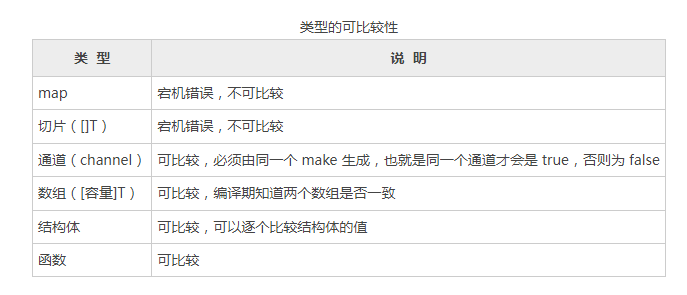 类型的可比较性
类 型 说 明
map 宕机错误，不可比较
切片（[]T） 宕机错误，不可比较
通道（channel） 可比较，必须由同一个 make 生成，也就是同一个通道才会是 true，否则为 false
数组（[容量]T） 可比较，编译期知道两个数组是否一致
结构体 可比较，可以逐个比较结构体的值
函数 可比较